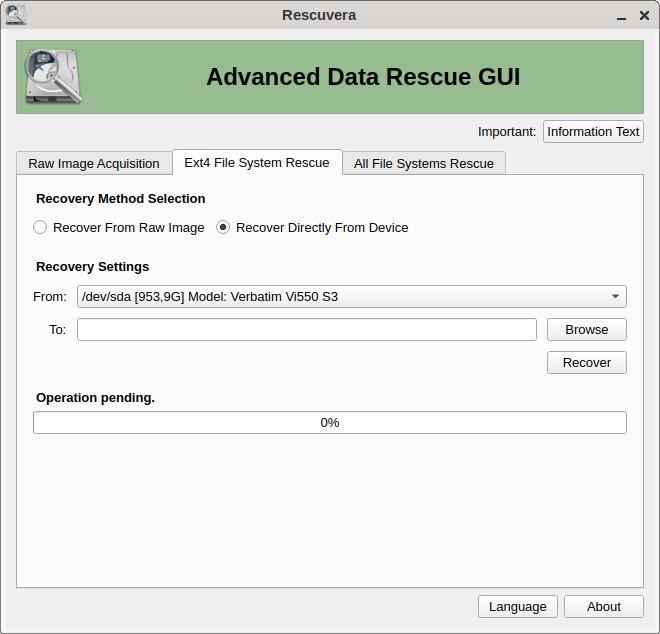 Rescuvera
Advanced Data Rescue GUI
Important: Information Text
Raw Image Acquisition Ext4 File System Rescue All File Systems Rescue
Recovery Method Selection
Recover From Raw Image Recover Directly From Device
Recovery Settings
From: /dev/sda [953,9G] Model: Verbatim Vi550 S3
To: Browse
Recover
Operation pending.
0%
Language About